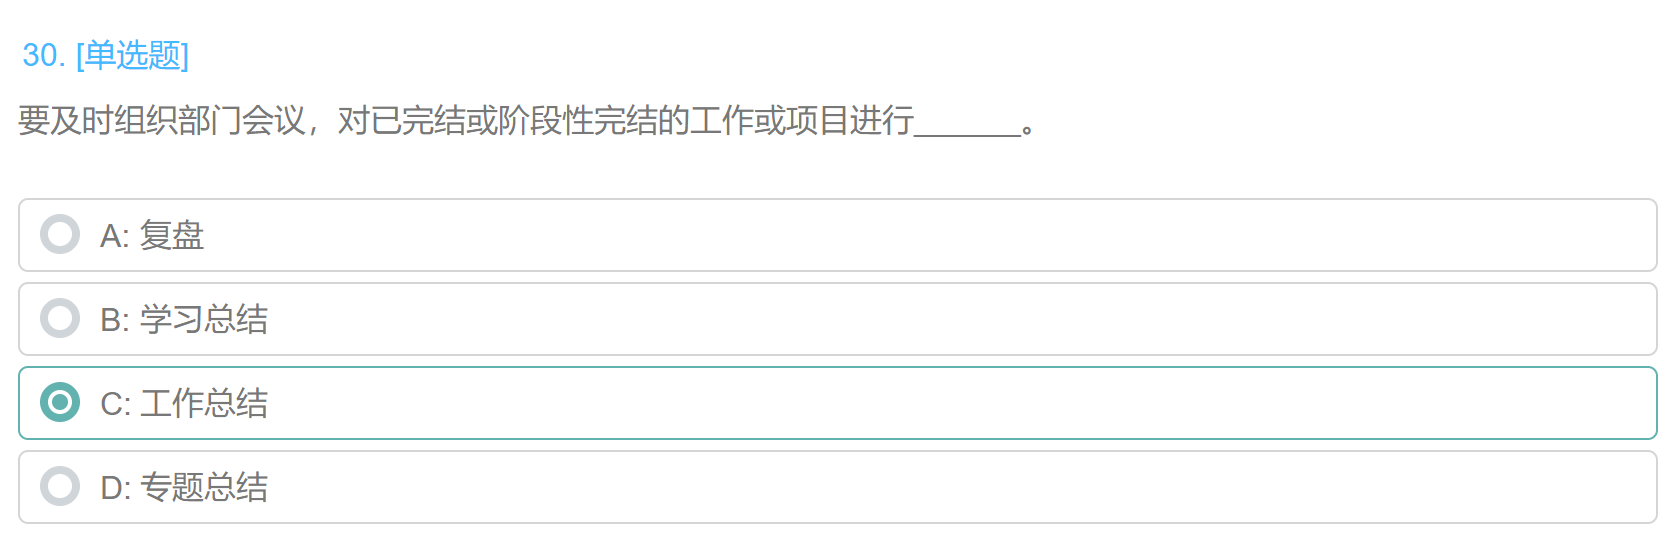 30. [单选题]
要及时组织部门会议，对已完结或阶段性完结的工作或项目进行_______。
A: 复盘
B: 学习总结
C: 工作总结
D: 专题总结